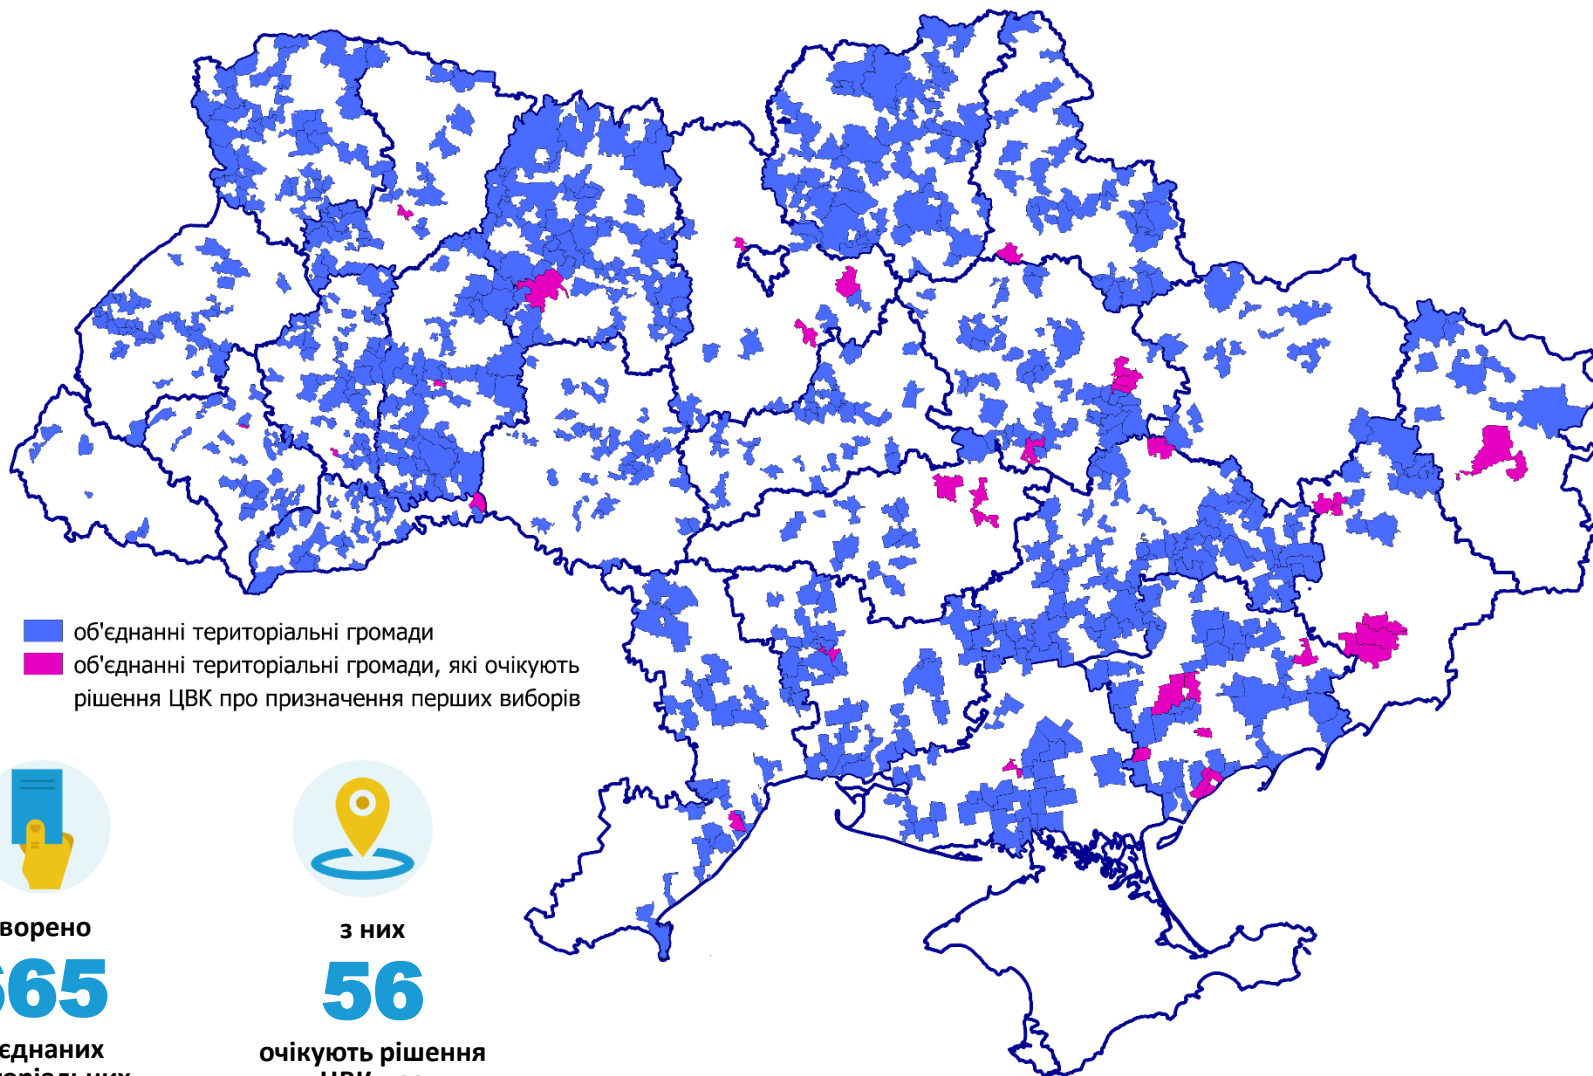 об'єднанні територіальні громади
об'єднанні територіальні громади, які очікують
рішення ЦВК про призначення перших виборів
ворено
з них
665
56
єднаних
очікують рішення